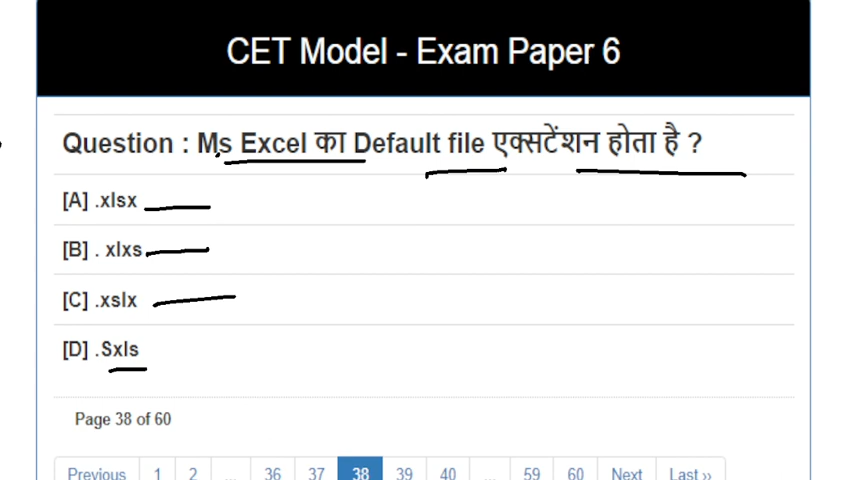 CET Model - Exam Paper 6
Question : Ms Excel का Default file एक्सटेंशन होता है ?
[A] .xlsx
[B] . xlxs
[C] .xslx
[D] .Sxls
Page 38 of 60
Previous 1 2 ... 36 37 38 39 40 ... 59 60 Next Last ››